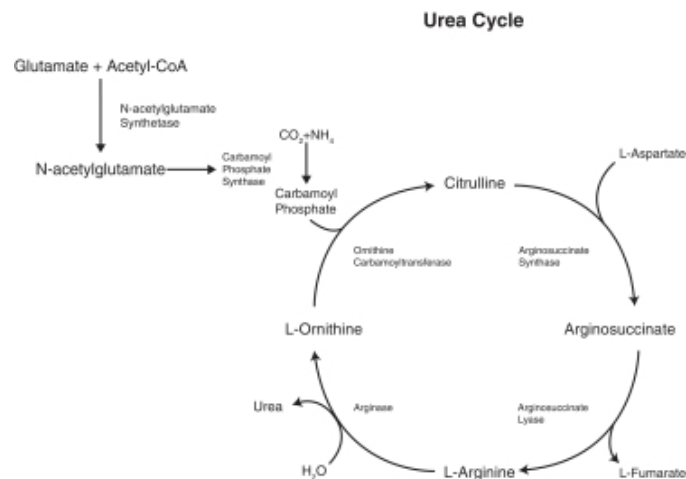 Urea Cycle
Glutamate + Acetyl-CoA
N-acetylglutamate
Synthetase
CO₂+NH₄
N-acetylglutamate
Carbamoyl
Phosphate
Synthase
Carbamoyl
Phosphate
Citrulline
L-Aspartate
Ornithine
Carbamoyltransferase
Arginosuccinate
Synthase
L-Ornithine
Arginosuccinate
Urea
Arginase
Arginosuccinate
Lyase
H₂O
L-Arginine
L-Fumarate